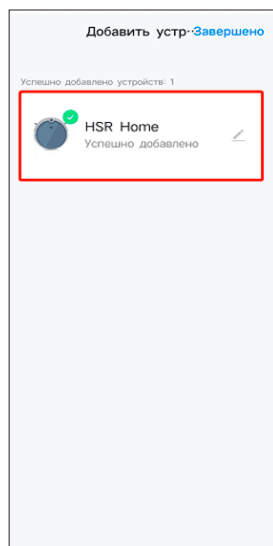 Добавить устр··Завершено
Успешно добавлено устройств: 1
HSR Home
Успешно добавлено